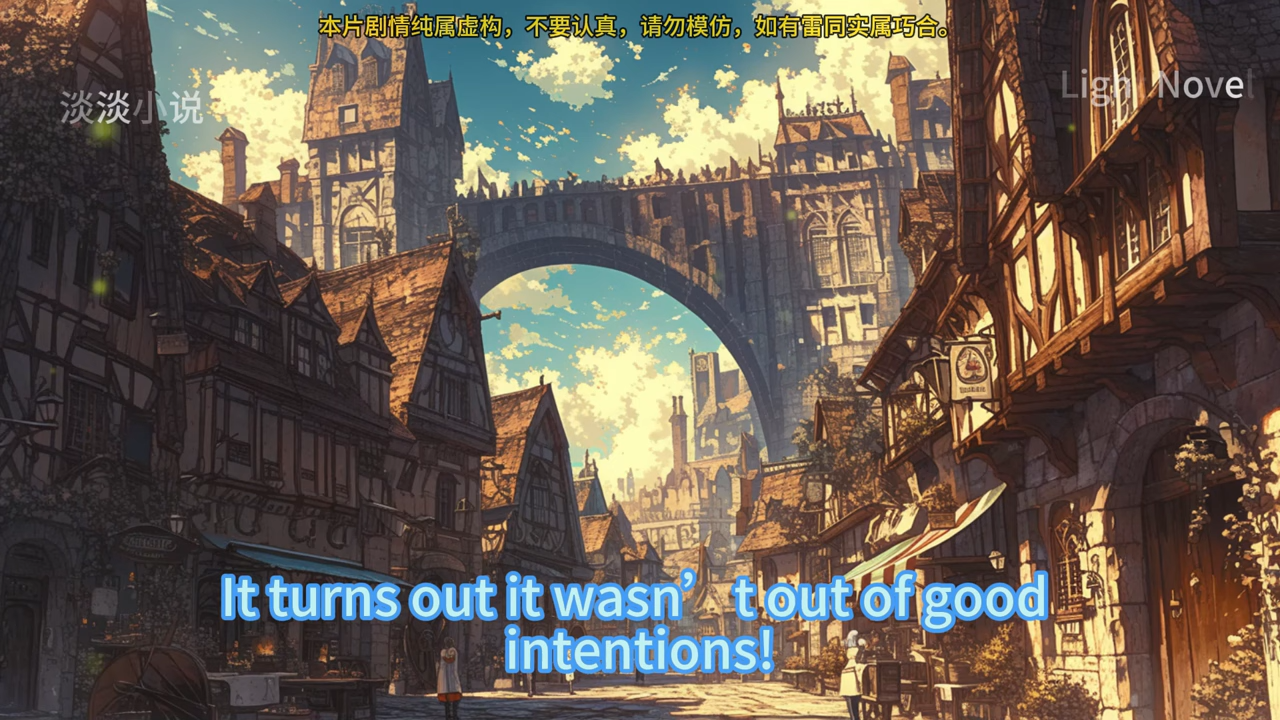 本片剧情纯属虚构，不要认真，请勿模仿，如有雷同实属巧合。
淡淡小说
Light Novel
It turns out it wasn’t out of good
intentions!